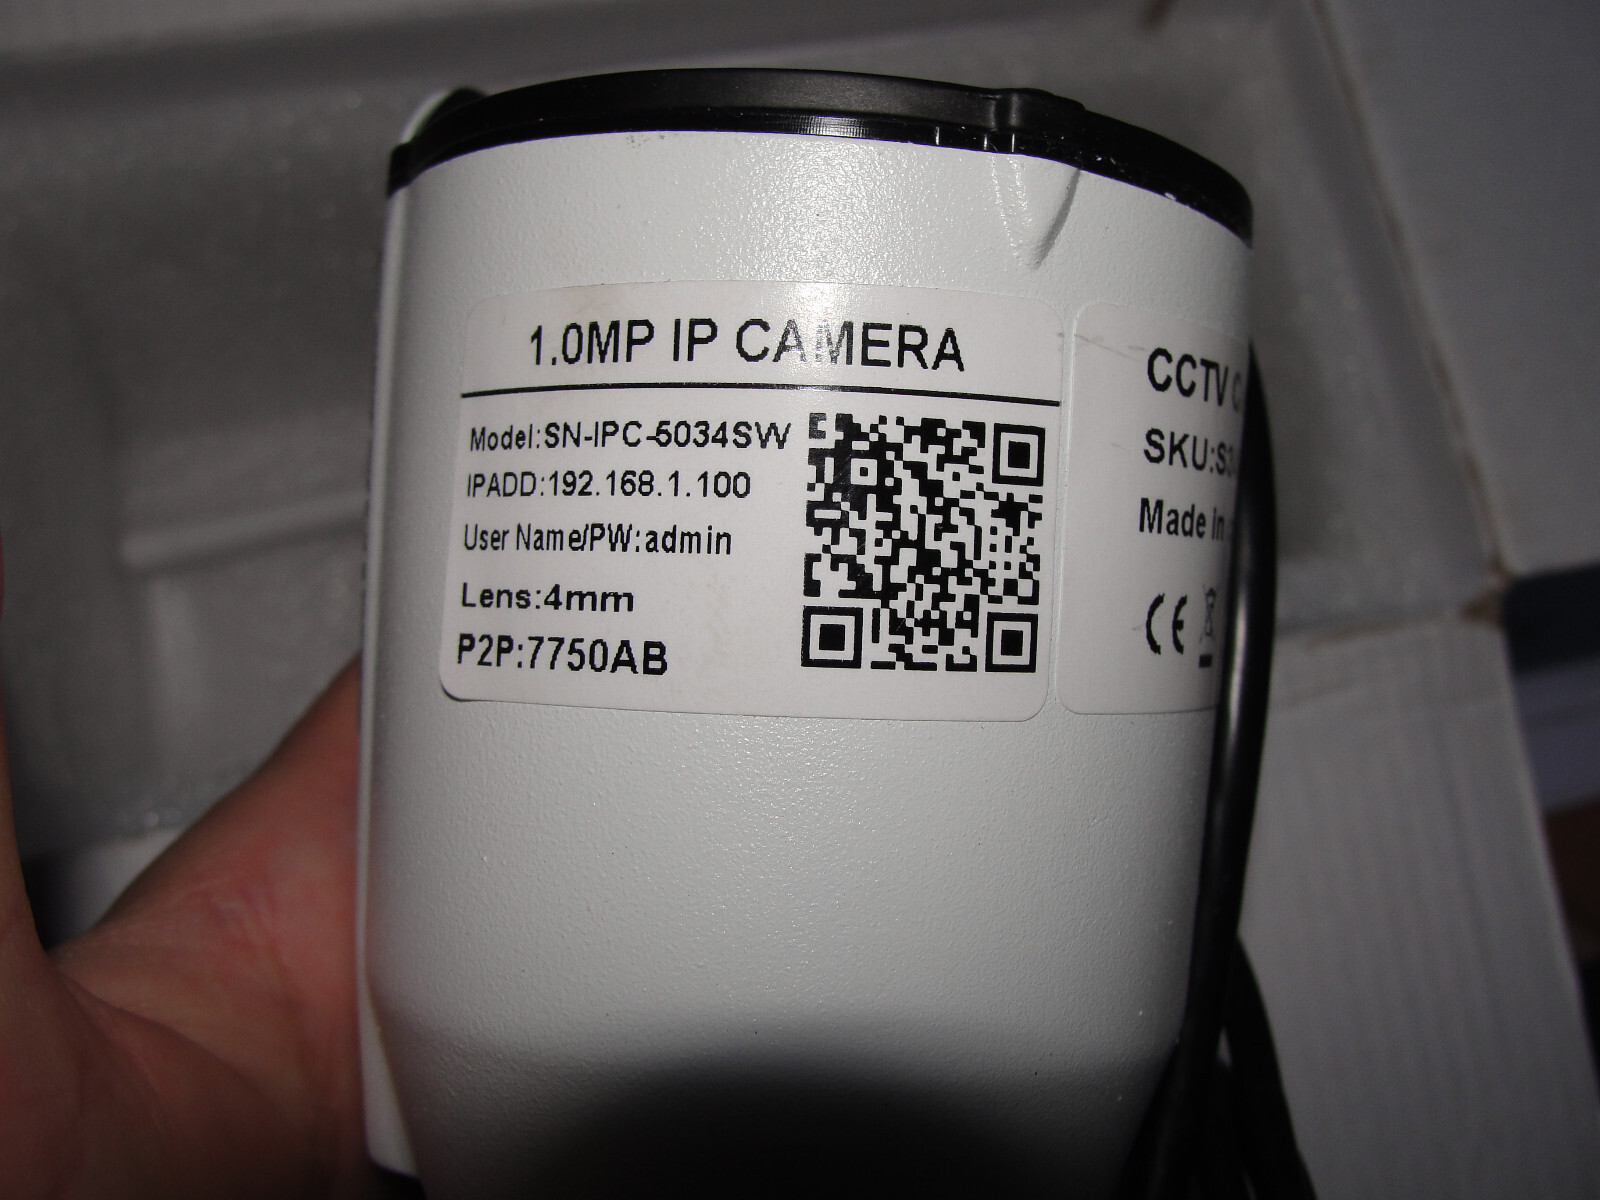 1.0MP IP CAMERA
Model:SN-IPC-5034SW
IPADD:192.168.1.100
User Name/PW:admin
Lens:4mm
P2P:7750AB
CCTV
SKU:
Made in
CE